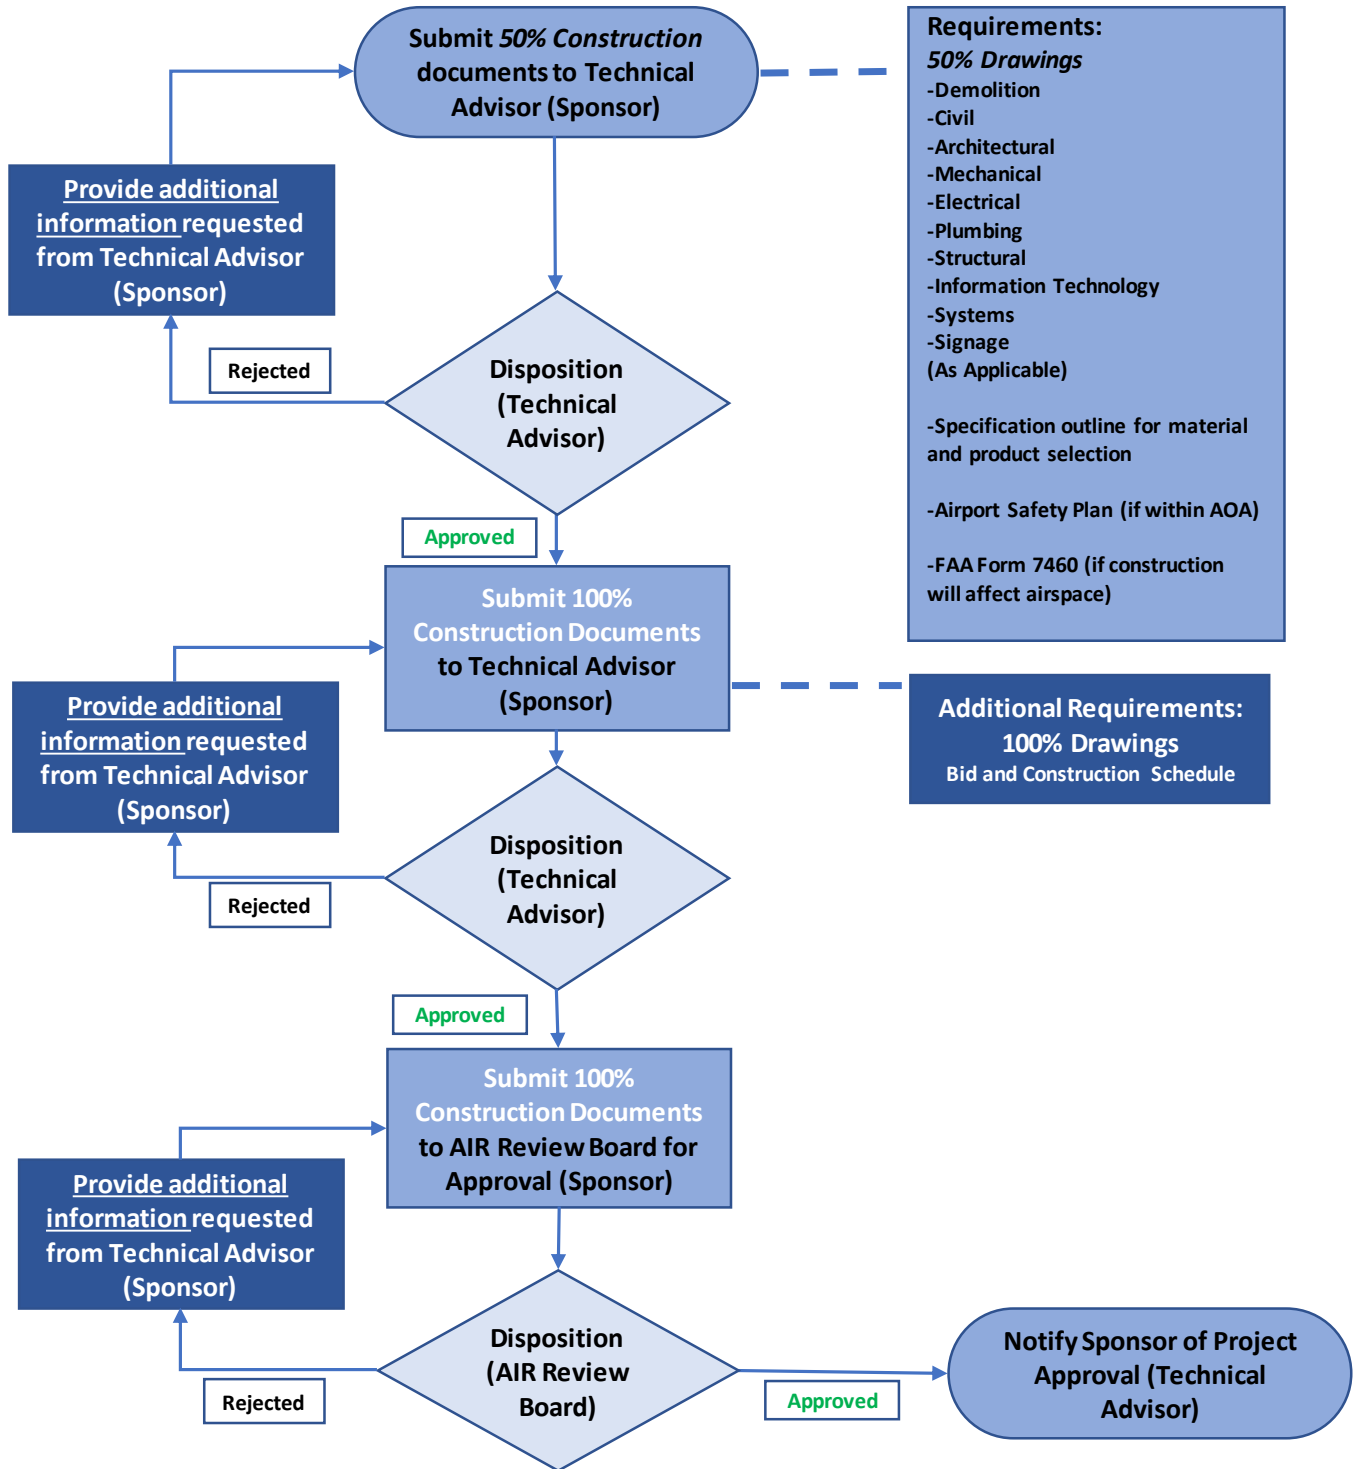 Submit 50% Construction
documents to Technical
Advisor (Sponsor)
Requirements:
50% Drawings
-Demolition
-Civil
-Architectural
-Mechanical
-Electrical
-Plumbing
-Structural
-Information Technology
-Systems
-Signage
(As Applicable)
-Specification outline for material
and product selection
-Airport Safety Plan (if within AOA)
-FAA Form 7460 (if construction
will affect airspace)
Provide additional
information requested
from Technical Advisor
(Sponsor)
Rejected
Disposition
(Technical
Advisor)
Approved
Submit 100%
Construction Documents
to Technical Advisor
(Sponsor)
Additional Requirements:
100% Drawings
Bid and Construction Schedule
Provide additional
information requested
from Technical Advisor
(Sponsor)
Rejected
Disposition
(Technical
Advisor)
Approved
Submit 100%
Construction Documents
to AIR Review Board for
Approval (Sponsor)
Provide additional
information requested
from Technical Advisor
(Sponsor)
Rejected
Disposition
(AIR Review
Board)
Approved
Notify Sponsor of Project
Approval (Technical
Advisor)